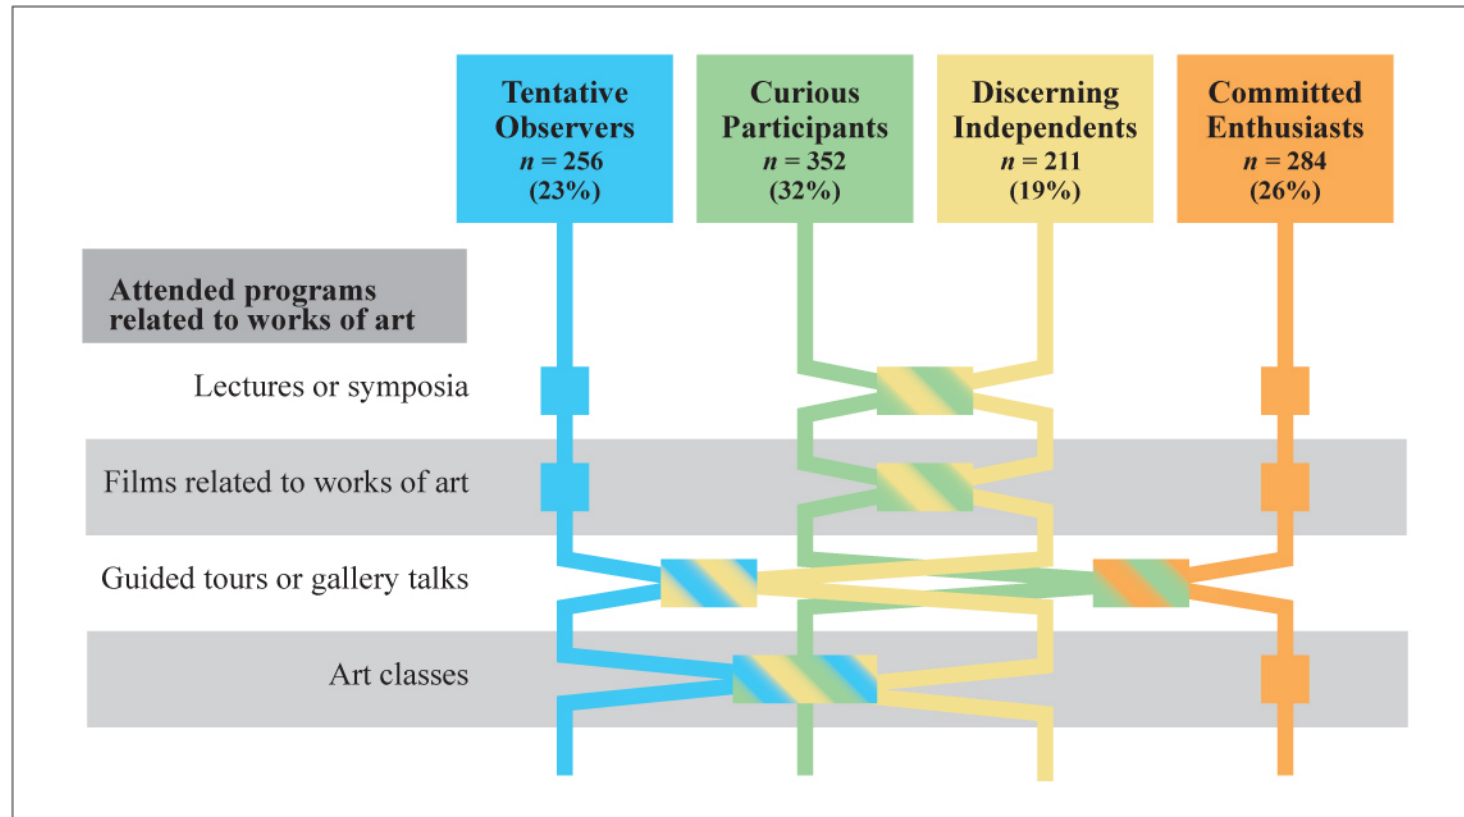 Tentative
Observers
n = 256
(23%)
Curious
Participants
n = 352
(32%)
Discerning
Independents
n = 211
(19%)
Committed
Enthusiasts
n = 284
(26%)
Attended programs
related to works of art
Lectures or symposia
Films related to works of art
Guided tours or gallery talks
Art classes